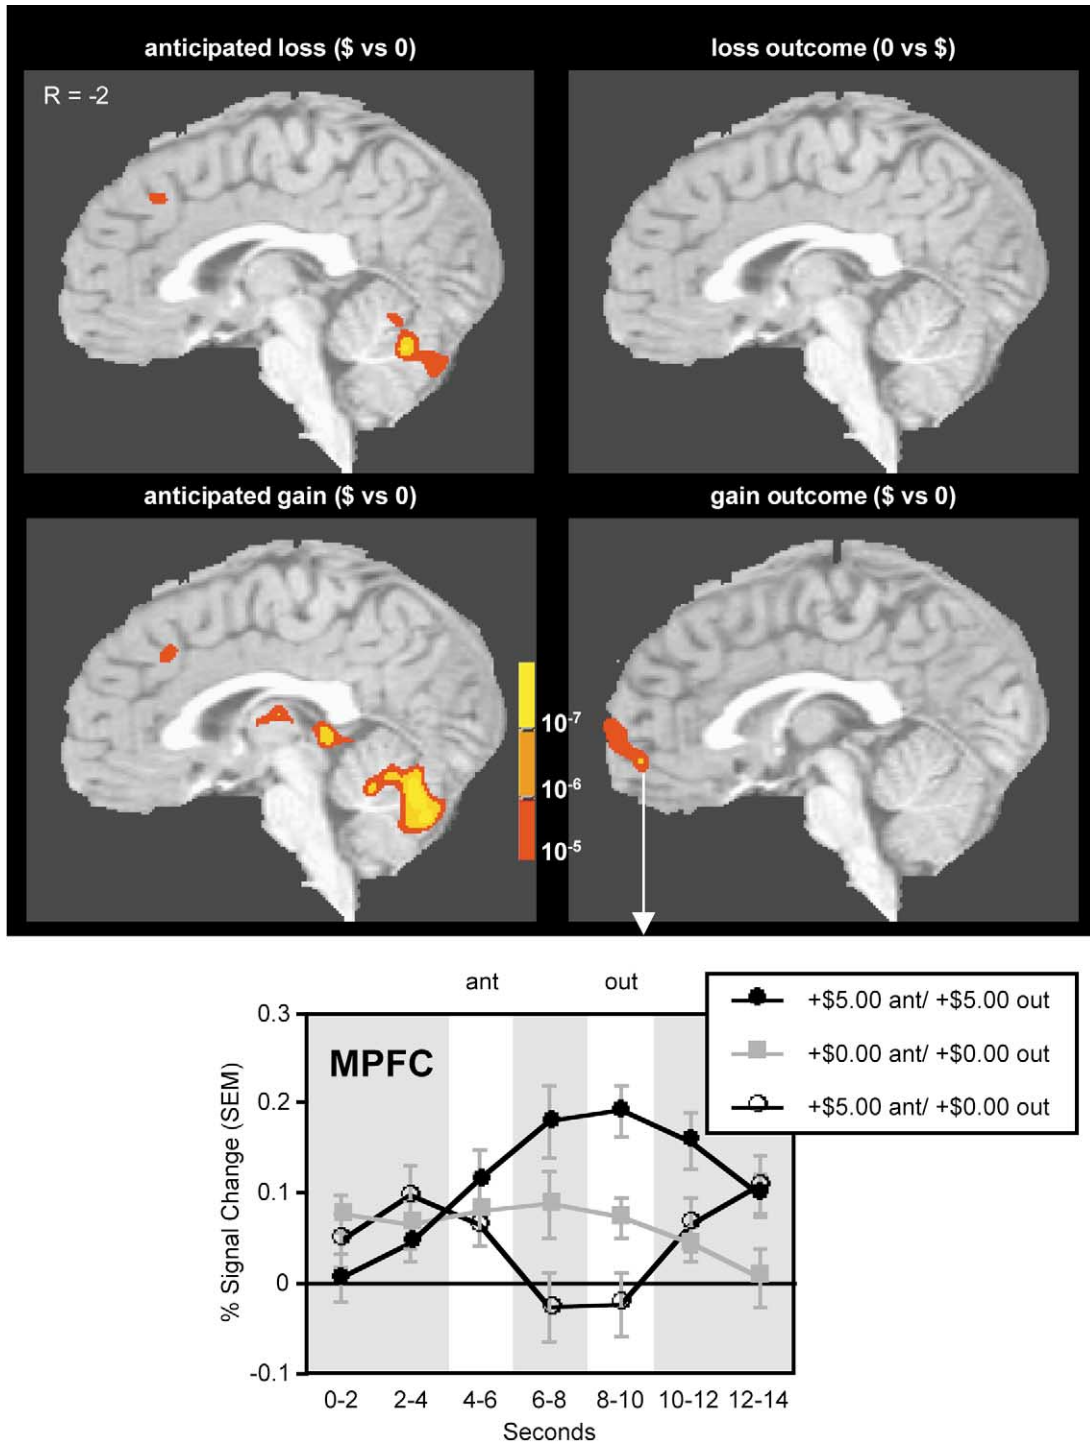 anticipated loss ($ vs 0)
loss outcome (0 vs $)
R = -2
anticipated gain ($ vs 0)
gain outcome ($ vs 0)
10-7
10-6
10-5
ant
out
+$5.00 ant/ +$5.00 out
+$0.00 ant/ +$0.00 out
+$5.00 ant/ +$0.00 out
MPFC
% Signal Change (SEM)
0.3
0.2
0.1
0
-0.1
0-2 2-4 4-6 6-8 8-10 10-12 12-14
Seconds